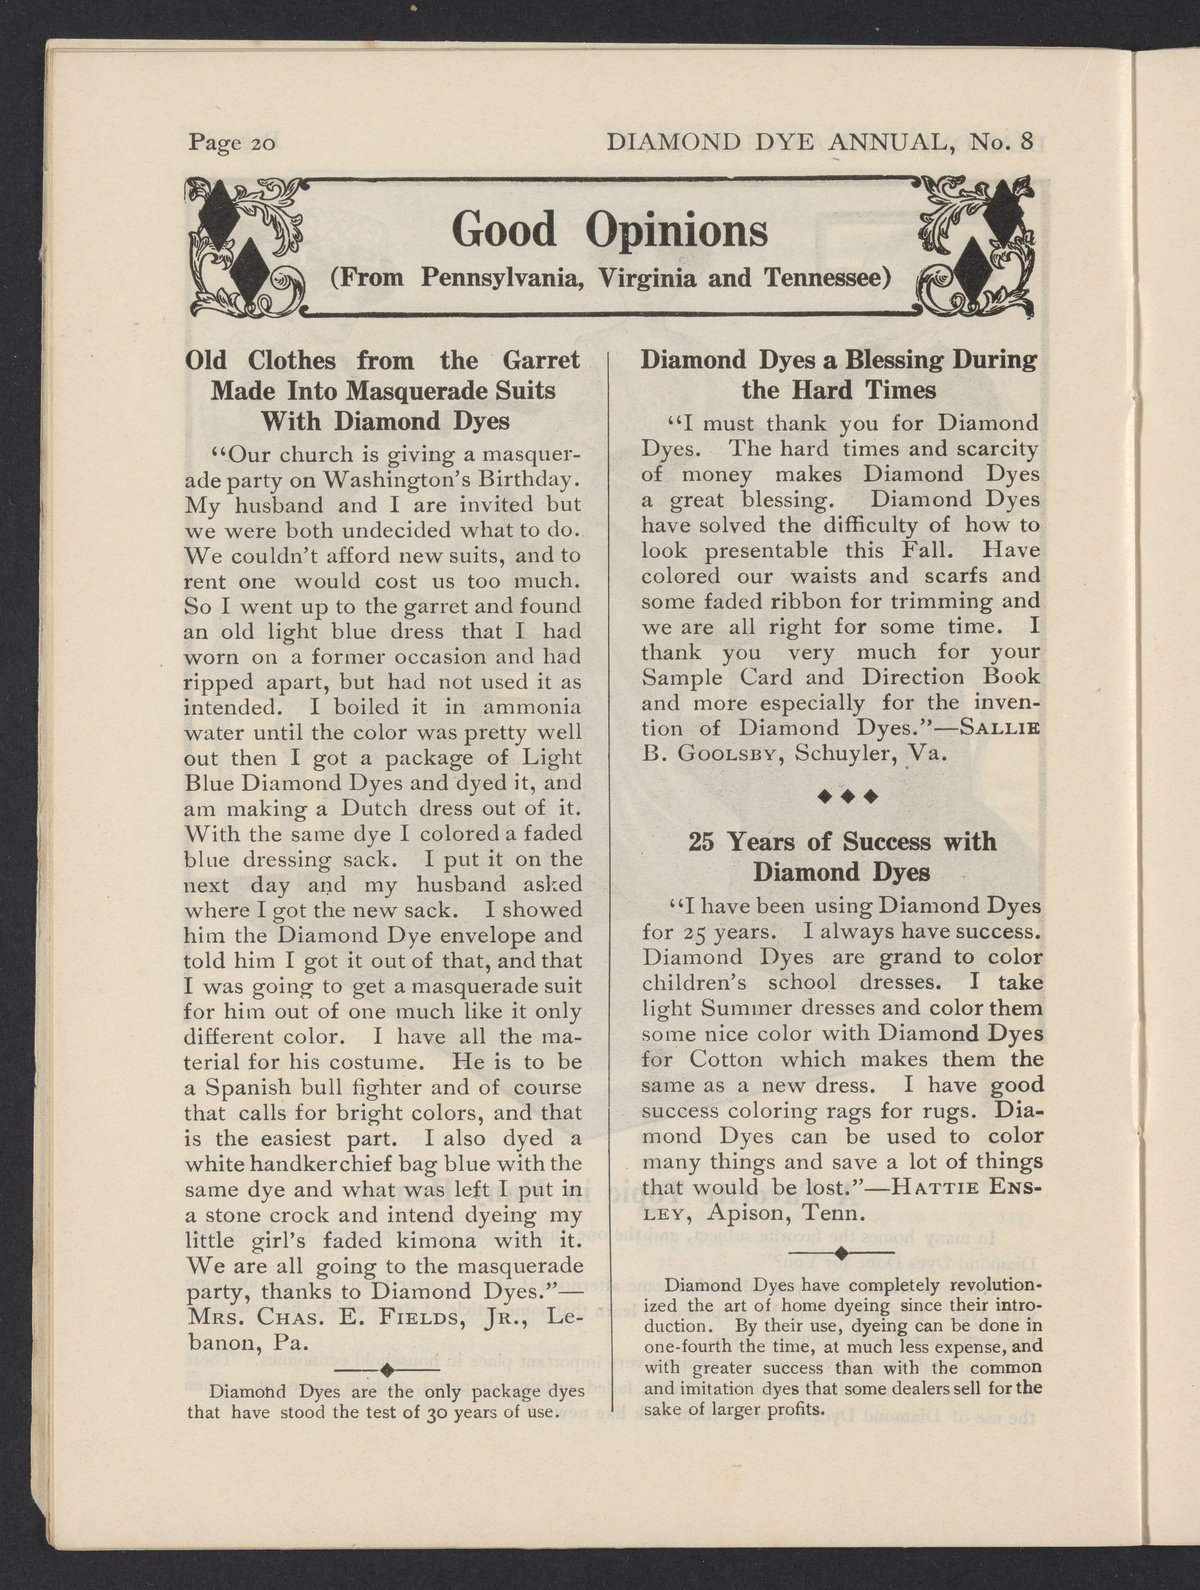 Page 20
DIAMOND DYE ANNUAL, No. 8
Good Opinions
(From Pennsylvania, Virginia and Tennessee)
Old Clothes from the Garret
Made Into Masquerade Suits
With Diamond Dyes
“Our church is giving a masquer-
ade party on Washington’s Birthday.
My husband and I are invited but
we were both undecided what to do.
We couldn’t afford new suits, and to
rent one would cost us too much.
So I went up to the garret and found
an old light blue dress that I had
worn on a former occasion and had
ripped apart, but had not used it as
intended. I boiled it in ammonia
water until the color was pretty well
out then I got a package of Light
Blue Diamond Dyes and dyed it, and
am making a Dutch dress out of it.
With the same dye I colored a faded
blue dressing sack. I put it on the
next day and my husband asked
where I got the new sack. I showed
him the Diamond Dye envelope and
told him I got it out of that, and that
I was going to get a masquerade suit
for him out of one much like it only
different color. I have all the ma-
terial for his costume. He is to be
a Spanish bull fighter and of course
that calls for bright colors, and that
is the easiest part. I also dyed a
white handkerchief bag blue with the
same dye and what was left I put in
a stone crock and intend dyeing my
little girl’s faded kimona with it.
We are all going to the masquerade
party, thanks to Diamond Dyes.”—
MRS. CHAS. E. FIELDS, JR., Le-
banon, Pa.
Diamond Dyes are the only package dyes
that have stood the test of 30 years of use.
Diamond Dyes a Blessing During
the Hard Times
“I must thank you for Diamond
Dyes. The hard times and scarcity
of money makes Diamond Dyes
a great blessing. Diamond Dyes
have solved the difficulty of how to
look presentable this Fall. Have
colored our waists and scarfs and
some faded ribbon for trimming and
we are all right for some time. I
thank you very much for your
Sample Card and Direction Book
and more especially for the inven-
tion of Diamond Dyes.”—SALLIE
B. GOOLSBY, Schuyler, Va.
25 Years of Success with
Diamond Dyes
“I have been using Diamond Dyes
for 25 years. I always have success.
Diamond Dyes are grand to color
children’s school dresses. I take
light Summer dresses and color them
some nice color with Diamond Dyes
for Cotton which makes them the
same as a new dress. I have good
success coloring rags for rugs. Dia-
mond Dyes can be used to color
many things and save a lot of things
that would be lost.”—HATTIE ENS-
LEY, Apison, Tenn.
Diamond Dyes have completely revolution-
ized the art of home dyeing since their intro-
duction. By their use, dyeing can be done in
one-fourth the time, at much less expense, and
with greater success than with the common
and imitation dyes that some dealers sell for the
sake of larger profits.